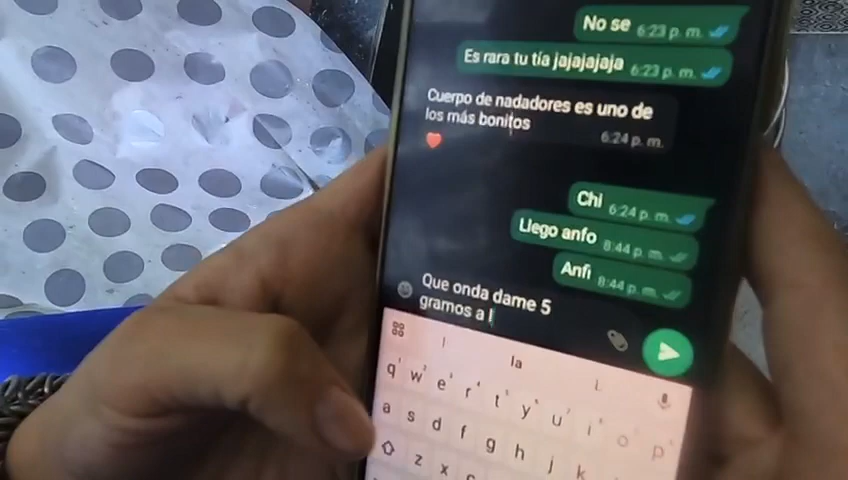 No se 6:23 p. m.
Es rara tu tía jajajajaja 6:23 p. m.
Cuerpo de nadadores es uno de
los más bonitos 6:24 p. m.
Chi 6:24 p. m.
Llego anfo 8:44 p. m.
Anfi 8:44 p. m.
Que onda dame 5
gramos a l
l la
q w e r t y u i o p
a s d f g h j k
z x c